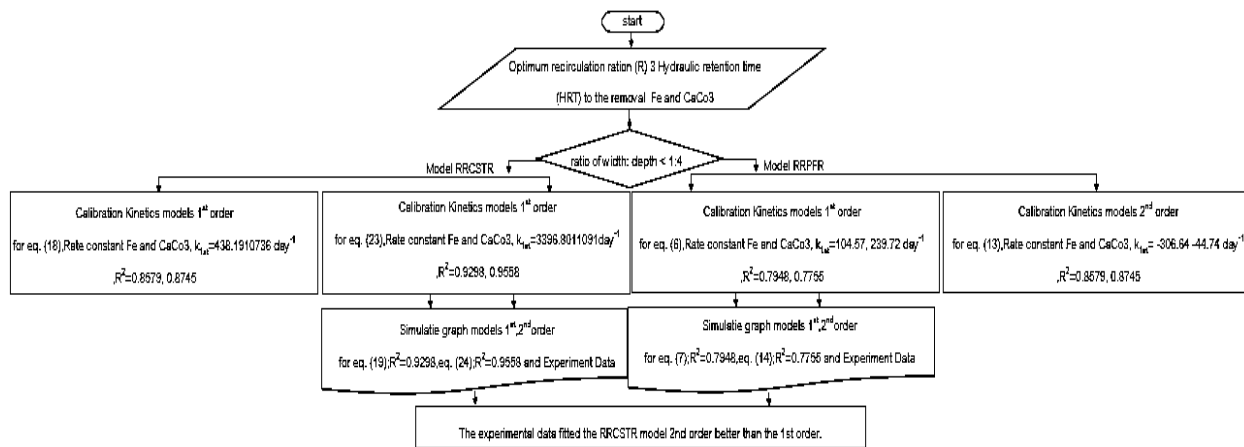 start
Optimum recirculation ration (R) 3 Hydraulic retention time
(HRT) to the removal Fe and CaCo3
ratio of width: depth < 1:4
Model RRCSTR
Model RRPFR
Calibration Kinetics models 1st order
for eq. (18),Rate constant Fe and CaCo3, k1st=438.1910736 day-1
,R2=0.8579, 0.8745
Calibration Kinetics models 1st order
for eq. (23),Rate constant Fe and CaCo3, k1st=3396.8011091day-1
,R2=0.9298, 0.9558
Calibration Kinetics models 1st order
for eq. (6),Rate constant Fe and CaCo3, k1st=104.57, 239.72 day-1
,R2=0.7948, 0.7755
Calibration Kinetics models 2nd order
for eq. (13),Rate constant Fe and CaCo3, k1st= -306.64 -44.74 day-1
,R2=0.8579, 0.8745
Simulatie graph models 1st,2nd order
for eq. (19);R2=0.9298,eq. (24);R2=0.9558 and Experiment Data
Simulatie graph models 1st,2nd order
for eq. (7);R2=0.7948,eq. (14);R2=0.7755 and Experiment Data
The experimental data fitted the RRCSTR model 2nd order better than the 1st order.